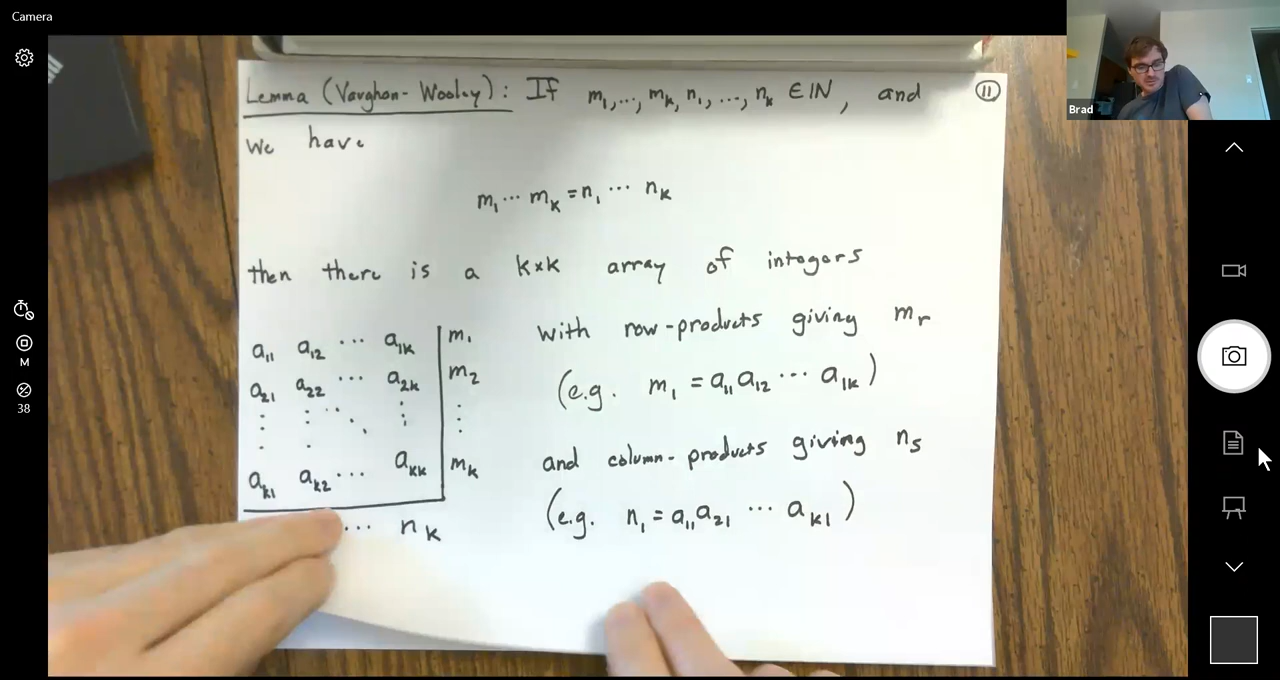 Camera
Brad
M
38
Lemma (Vaughan-Wooley): If m₁,..., mₖ, n₁,..., nₖ ∈ ℕ, and
⑪
we have
m₁ ⋯ mₖ = n₁ ⋯ nₖ
then there is a k×k array of integers
a₁₁ a₁₂ ⋯ a₁ₖ | m₁
a₂₁ a₂₂ ⋯ a₂ₖ | m₂
⋮ ⋮ ⋱ ⋮ | ⋮
aₖ₁ aₖ₂ ⋯ aₖₖ | mₖ
⋯ nₖ
with row-products giving mᵣ
(e.g. m₁ = a₁₁a₁₂ ⋯ a₁ₖ)
and column-products giving nₛ
(e.g. n₁ = a₁₁a₂₁ ⋯ aₖ₁)